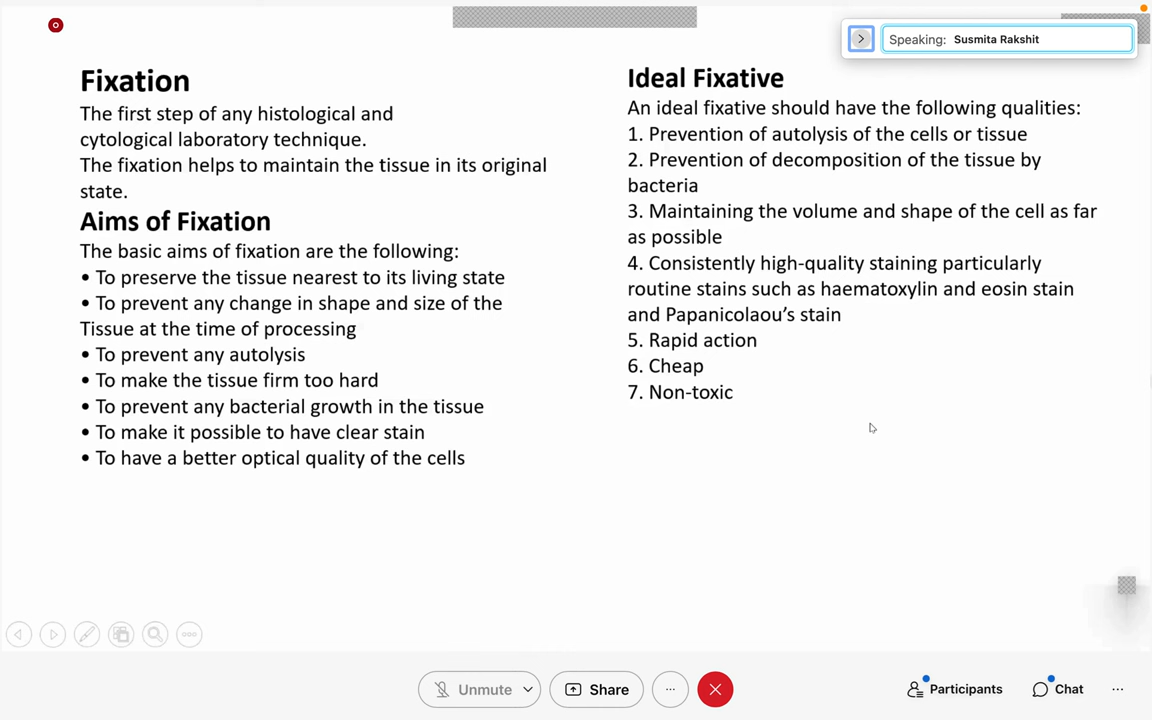 Speaking: Susmita Rakshit
Fixation
The first step of any histological and
cytological laboratory technique.
The fixation helps to maintain the tissue in its original
state.
Aims of Fixation
The basic aims of fixation are the following:
• To preserve the tissue nearest to its living state
• To prevent any change in shape and size of the
Tissue at the time of processing
• To prevent any autolysis
• To make the tissue firm too hard
• To prevent any bacterial growth in the tissue
• To make it possible to have clear stain
• To have a better optical quality of the cells
Ideal Fixative
An ideal fixative should have the following qualities:
1. Prevention of autolysis of the cells or tissue
2. Prevention of decomposition of the tissue by
bacteria
3. Maintaining the volume and shape of the cell as far
as possible
4. Consistently high-quality staining particularly
routine stains such as haematoxylin and eosin stain
and Papanicolaou’s stain
5. Rapid action
6. Cheap
7. Non-toxic
Unmute
Share
Participants
Chat